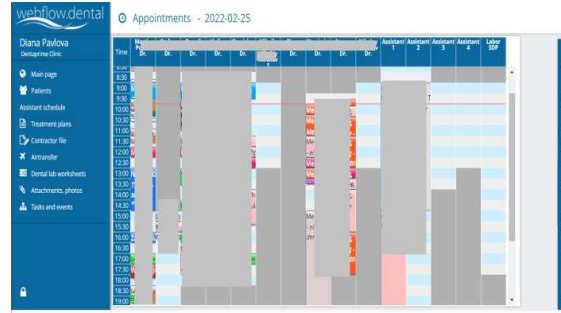 webflow.dental
Appointments - 2022-02-25
Diana Pavlova
Dentaprime Clinic
Main page
Patients
Assistant schedule
Treatment plans
Contractor file
Airtransfer
Dental lab worksheets
Attachments, photos
Tasks and events
Time Dr. Dr. Dr. Dr. Dr. Dr. Dr. Dr. Dr. Assistant 1 Assistant 2 Assistant 3 Assistant 4 Labor SDP
8:30
9:00
9:30
10:00
10:30
11:00
11:30
12:00
12:30
13:00
13:30
14:00
14:30
15:00
15:30
16:00
16:30
17:00
17:30
18:00
18:30
19:00